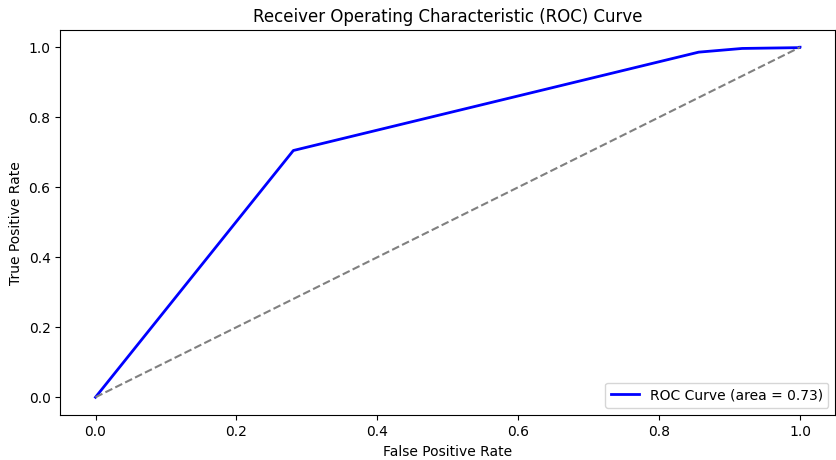 Receiver Operating Characteristic (ROC) Curve
1.0
0.8
0.6
0.4
0.2
0.0
True Positive Rate
ROC Curve (area = 0.73)
0.0 0.2 0.4 0.6 0.8 1.0
False Positive Rate